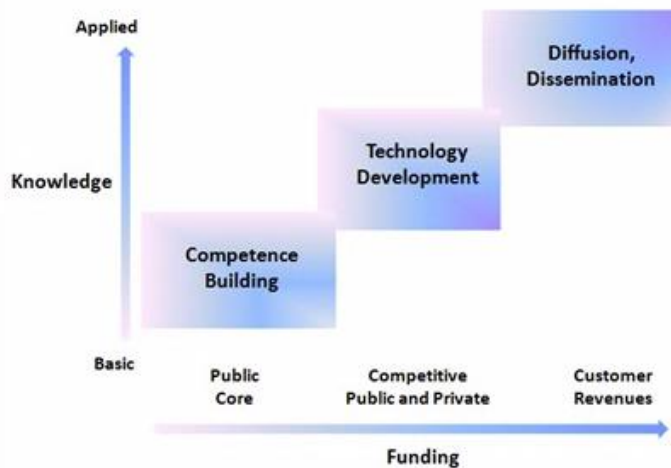 Applied
Diffusion,
Dissemination
Technology
Development
Knowledge
Competence
Building
Basic
Public
Core
Competitive
Public and Private
Customer
Revenues
Funding